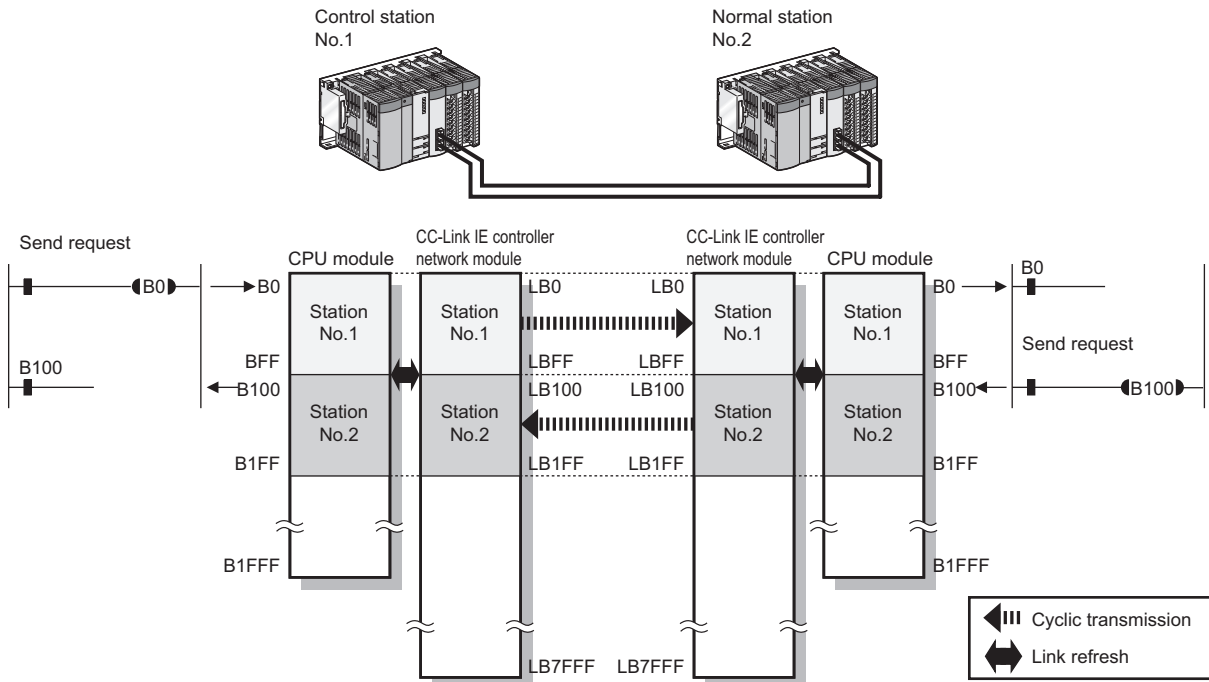 Control station
No.1
Normal station
No.2
Send request
B0
B100
B0
BFF
B100
B1FF
B1FFF
CPU module
Station
No.1
Station
No.2
CC-Link IE controller
network module
Station
No.1
Station
No.2
LB0
LBFF
LB100
LB1FF
LB7FFF
LB0
LBFF
LB100
LB1FF
LB7FFF
CC-Link IE controller
network module
Station
No.1
Station
No.2
CPU module
Station
No.1
Station
No.2
B0
BFF
B100
B1FF
B1FFF
B0
Send request
B100
Cyclic transmission
Link refresh